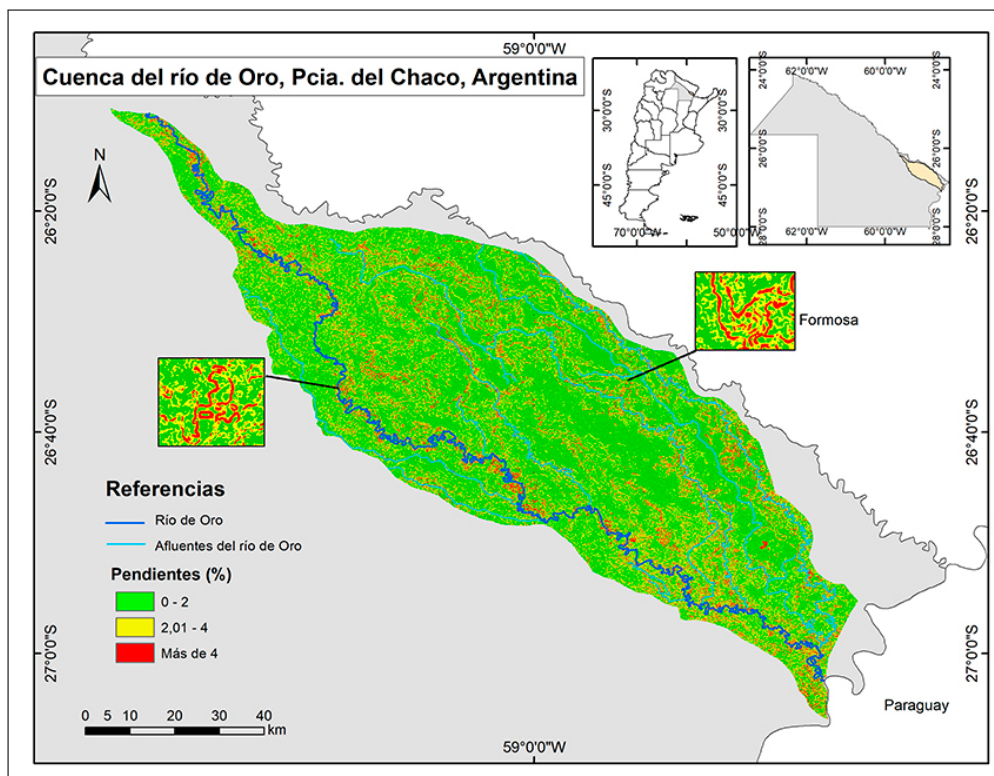 59°0'0"W
Cuenca del río de Oro, Pcia. del Chaco, Argentina
N
26°20'0"S
26°40'0"S
27°0'0"S
30°0'0"S
45°0'0"S
30°0'0"S
45°0'0"S
70°0'0"W
50°0'0"W
62°0'0"W
60°0'0"W
24°0'0"S
26°0'0"S
28°0'0"S
24°0'0"S
26°0'0"S
28°0'0"S
62°0'0"W
60°0'0"W
26°20'0"S
26°40'0"S
27°0'0"S
Formosa
Referencias
Río de Oro
Afluentes del río de Oro
Pendientes (%)
0 - 2
2,01 - 4
Más de 4
0 5 10 20 30 40
km
Paraguay
59°0'0"W